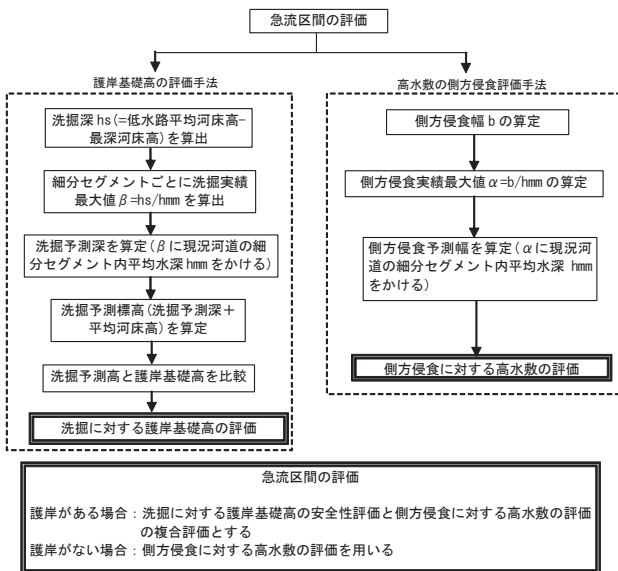 急流区間の評価
護岸基礎高の評価手法
洗掘深 hs(=低水路平均河床高−
最深河床高)を算出
細分セグメントごとに洗掘実績
最大値β=hs/hmm を算出
洗掘予測深を算定(βに現況河道の細
分セグメント内平均水深 hmm をかける)
洗掘予測標高(洗掘予測深＋
平均河床高)を算定
洗掘予測高と護岸基礎高を比較
洗掘に対する護岸基礎高の評価
高水敷の側方侵食評価手法
側方侵食幅 b の算定
側方侵食実績最大値α=b/hmm の算定
側方侵食予測幅を算定(αに現況河
道の細分セグメント内平均水深 hmm
をかける)
側方侵食に対する高水敷の評価
急流区間の評価
護岸がある場合：洗掘に対する護岸基礎高の安全性評価と側方侵食に対する高水敷の評価
の複合評価とする
護岸がない場合：側方侵食に対する高水敷の評価を用いる